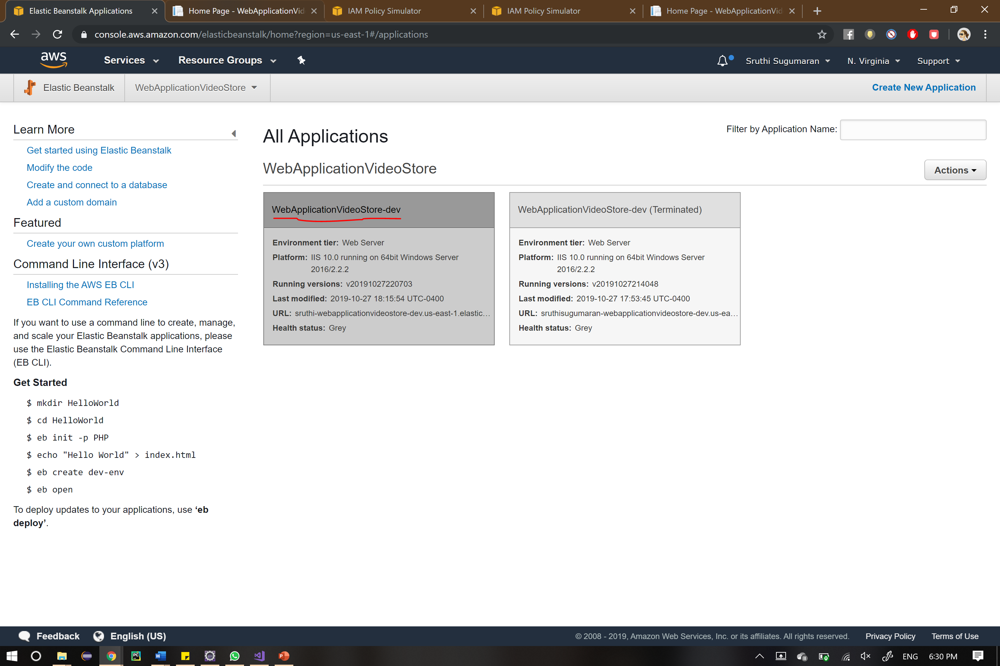 Elastic Beanstalk Applications
Home Page - WebApplicationVid
IAM Policy Simulator
IAM Policy Simulator
Home Page - WebApplicationVid
console.aws.amazon.com/elasticbeanstalk/home?region=us-east-1#/applications
aws
Services
Resource Groups
Sruthi Sugumaran
N. Virginia
Support
Elastic Beanstalk
WebApplicationVideoStore
Create New Application
Learn More
Get started using Elastic Beanstalk
Modify the code
Create and connect to a database
Add a custom domain
Featured
Create your own custom platform
Command Line Interface (v3)
Installing the AWS EB CLI
EB CLI Command Reference
If you want to use a command line to create, manage,
and scale your Elastic Beanstalk applications, please
use the Elastic Beanstalk Command Line Interface
(EB CLI).
Get Started
$ mkdir HelloWorld
$ cd HelloWorld
$ eb init -p PHP
$ echo "Hello World" > index.html
$ eb create dev-env
$ eb open
To deploy updates to your applications, use ‘eb
deploy’.
All Applications
Filter by Application Name:
WebApplicationVideoStore
Actions
WebApplicationVideoStore-dev
Environment tier: Web Server
Platform: IIS 10.0 running on 64bit Windows Server
2016/2.2.2
Running versions: v20191027220703
Last modified: 2019-10-27 18:15:54 UTC-0400
URL: sruthi-webapplicationvideostore-dev.us-east-1.elastic...
Health status: Grey
WebApplicationVideoStore-dev (Terminated)
Environment tier: Web Server
Platform: IIS 10.0 running on 64bit Windows Server
2016/2.2.2
Running versions: v20191027214048
Last modified: 2019-10-27 17:53:45 UTC-0400
URL: sruthisugumaran-webapplicationvideostore-dev.us-ea...
Health status: Grey
Feedback
English (US)
© 2008 - 2019, Amazon Web Services, Inc. or its affiliates. All rights reserved.
Privacy Policy
Terms of Use
ENG
6:30 PM